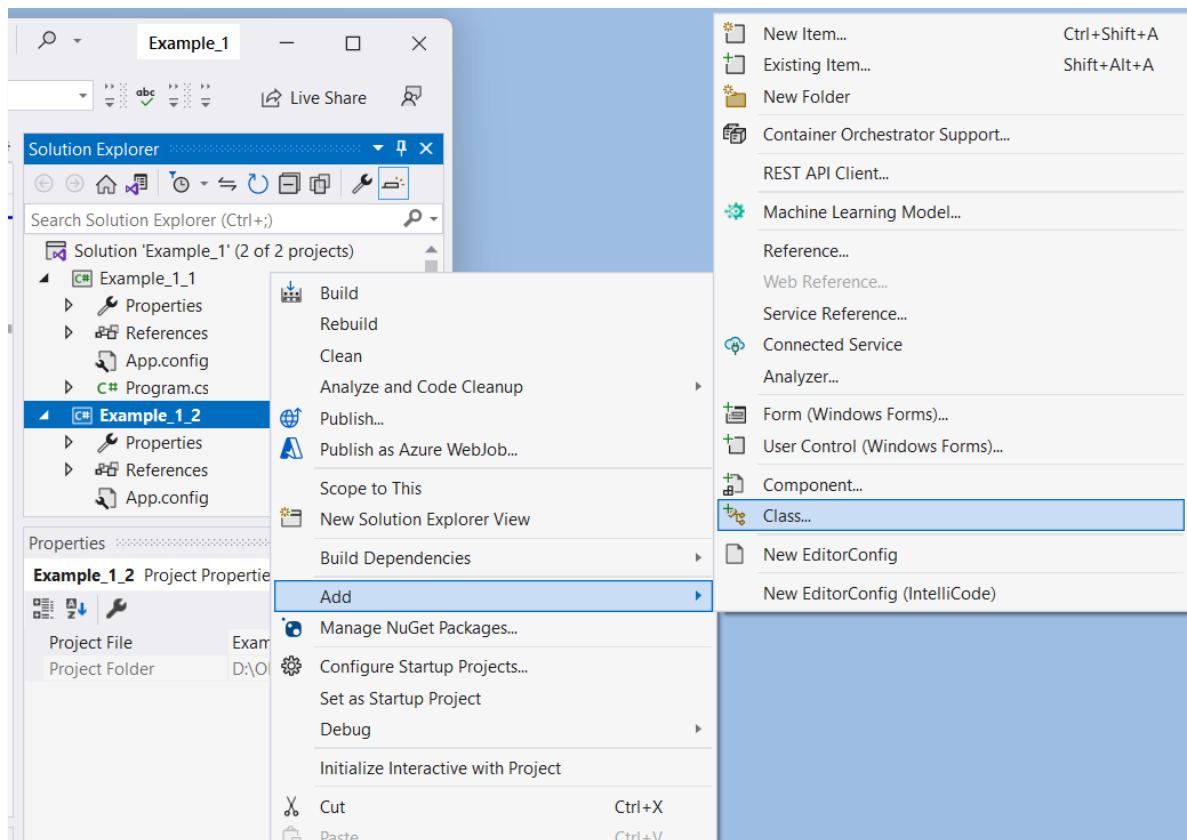 Example_1
abc
Live Share
Solution Explorer
Search Solution Explorer (Ctrl+;)
Solution 'Example_1' (2 of 2 projects)
C# Example_1_1
Properties
References
App.config
C# Program.cs
C# Example_1_2
Properties
References
App.config
Properties
Example_1_2 Project Propertie
A
Z
Project File Exam
Project Folder D:\O
Build
Rebuild
Clean
Analyze and Code Cleanup
Publish...
Publish as Azure WebJob...
Scope to This
New Solution Explorer View
Build Dependencies
Add
Manage NuGet Packages...
Configure Startup Projects...
Set as Startup Project
Debug
Initialize Interactive with Project
Cut Ctrl+X
Paste Ctrl+V
New Item... Ctrl+Shift+A
Existing Item... Shift+Alt+A
New Folder
Container Orchestrator Support...
REST API Client...
Machine Learning Model...
Reference...
Web Reference...
Service Reference...
Connected Service
Analyzer...
Form (Windows Forms)...
User Control (Windows Forms)...
Component...
Class...
New EditorConfig
New EditorConfig (IntelliCode)